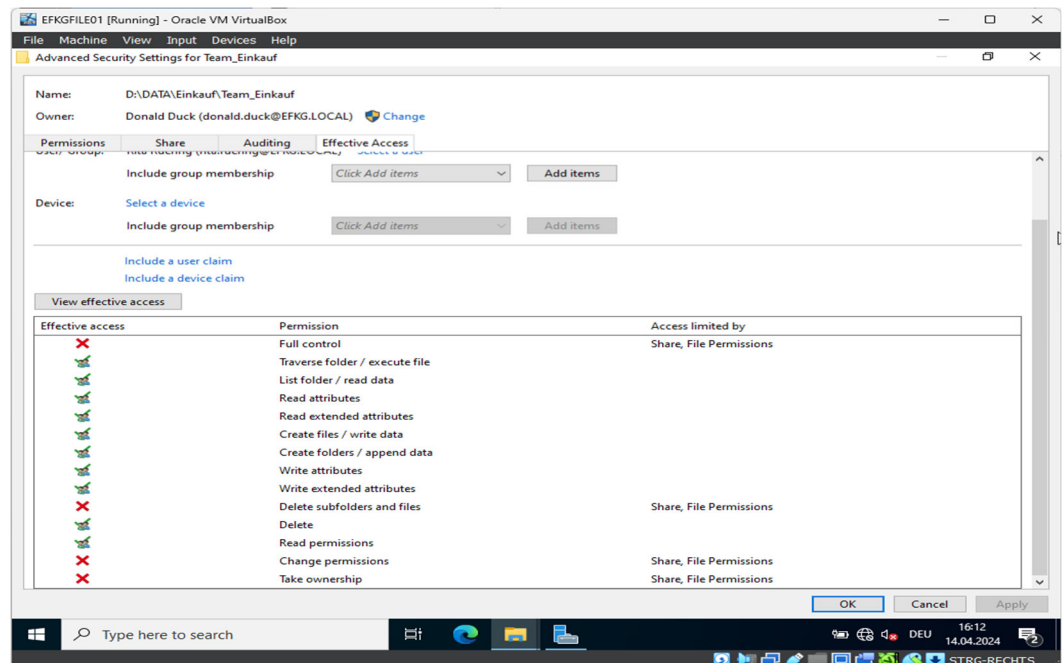 EFKGFILE01 [Running] - Oracle VM VirtualBox
File Machine View Input Devices Help
Advanced Security Settings for Team_Einkauf
Name: D:\DATA\Einkauf\Team_Einkauf
Owner: Donald Duck (donald.duck@EFKG.LOCAL) Change
Permissions Share Auditing Effective Access
User/ Group: Select a user
Include group membership Click Add items Add items
Device: Select a device
Include group membership Click Add items Add items
Include a user claim
Include a device claim
View effective access
Effective access Permission Access limited by
Full control Share, File Permissions
Traverse folder / execute file
List folder / read data
Read attributes
Read extended attributes
Create files / write data
Create folders / append data
Write attributes
Write extended attributes
Delete subfolders and files Share, File Permissions
Delete
Read permissions
Change permissions Share, File Permissions
Take ownership Share, File Permissions
OK Cancel Apply
Type here to search DEU 16:12
14.04.2024 2
STRG-RECHTS